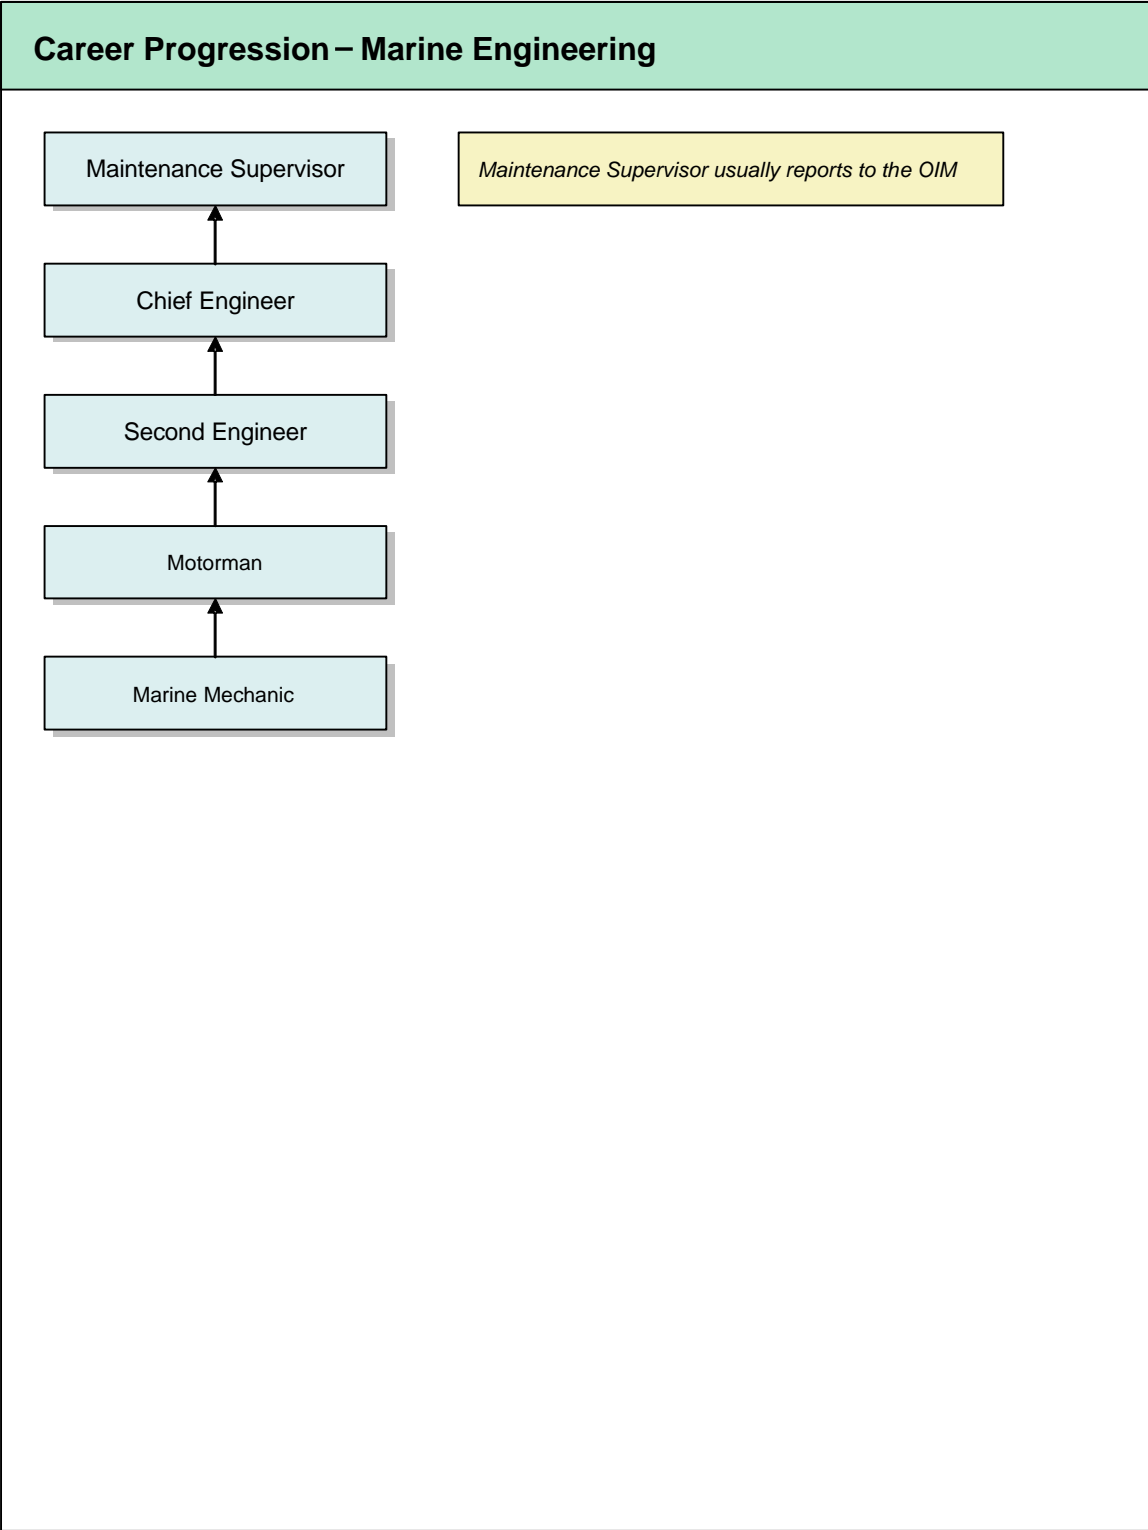 Career Progression – Marine Engineering
Maintenance Supervisor
Maintenance Supervisor usually reports to the OIM
Chief Engineer
Second Engineer
Motorman
Marine Mechanic